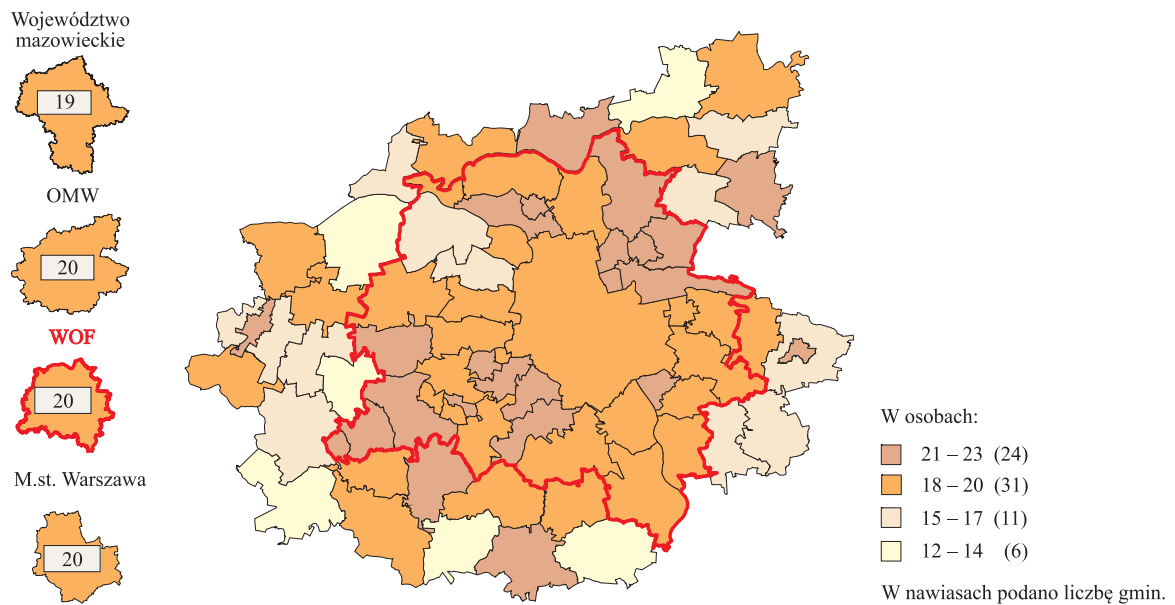 Województwo
mazowieckie
19
OMW
20
WOF
20
M.st. Warszawa
20
W osobach:
21 – 23 (24)
18 – 20 (31)
15 – 17 (11)
12 – 14 (6)
W nawiasach podano liczbę gmin.